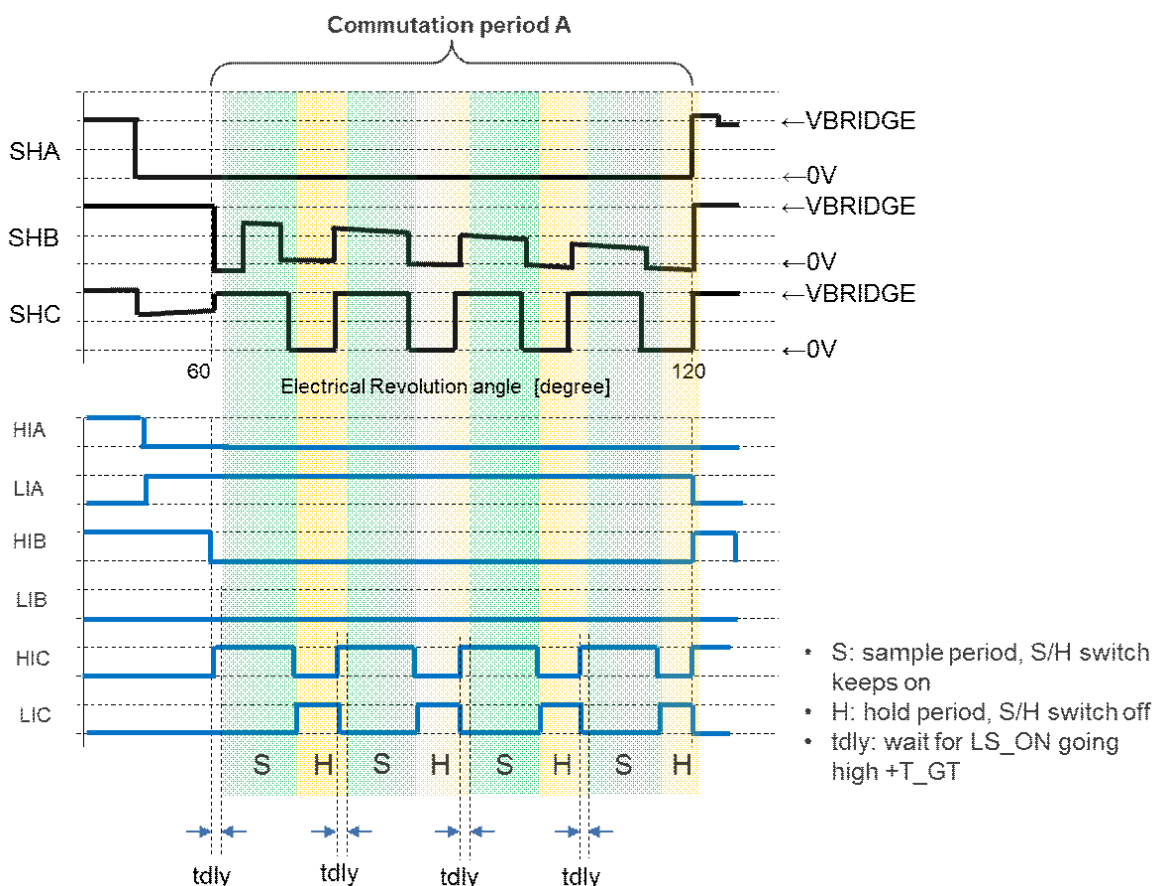 Commutation period A
←VBRIDGE
SHA
←0V
←VBRIDGE
SHB
←0V
←VBRIDGE
SHC
←0V
60
120
Electrical Revolution angle [degree]
HIA
LIA
HIB
LIB
HIC
LIC
• S: sample period, S/H switch
keeps on
• H: hold period, S/H switch off
• tdly: wait for LS_ON going
high +T_GT
S H S H S H S H
tdly tdly tdly tdly